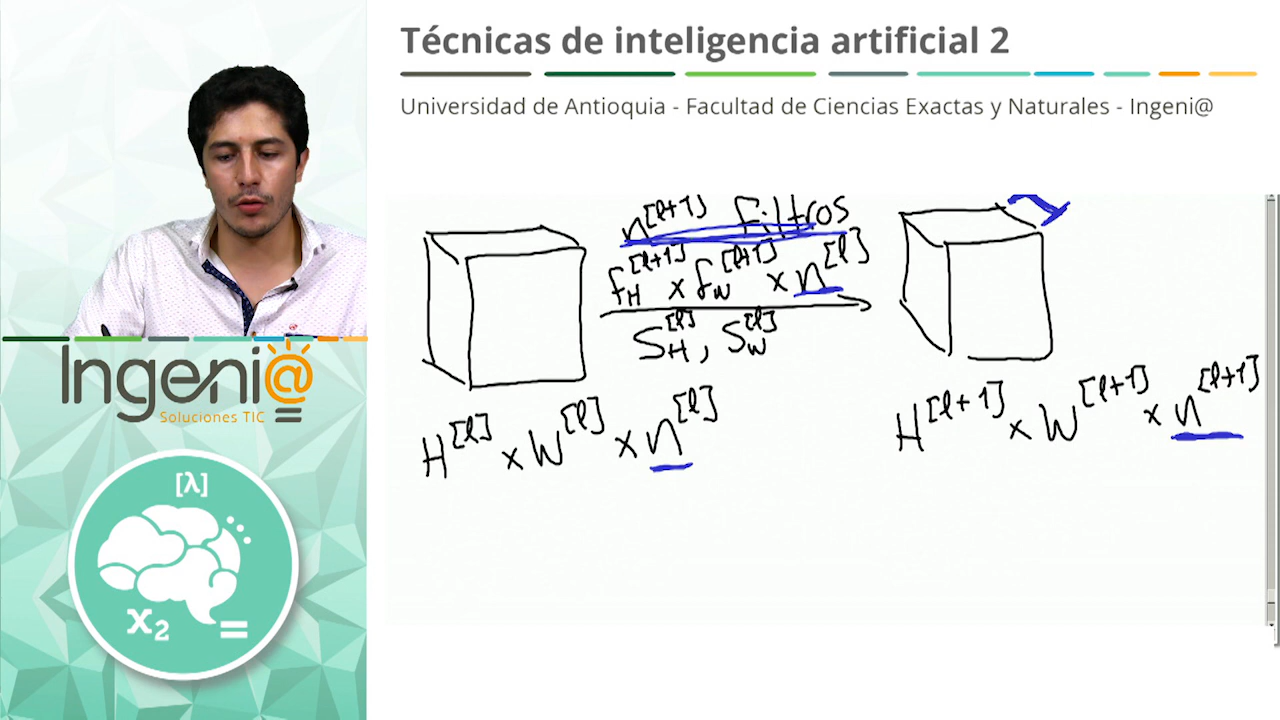 Técnicas de inteligencia artificial 2
Universidad de Antioquia - Facultad de Ciencias Exactas y Naturales - Ingeni@
n^[l+1] Filtros
f_H^[l+1] x f_W^[l+1] x n^[l]
S_H^[l], S_W^[l]
H^[l] x W^[l] x n^[l]
H^[l+1] x W^[l+1] x n^[l+1]
Ingeni@
Soluciones TIC
[λ]
x₂ =